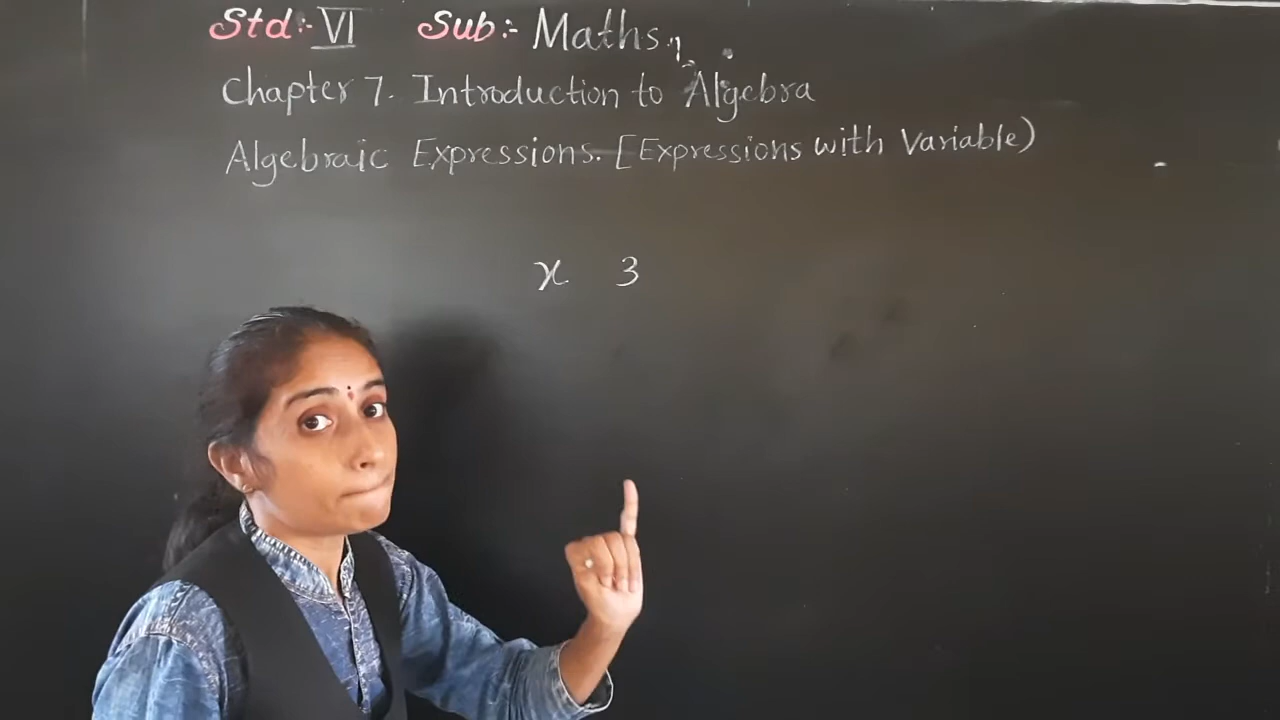 Std:- VI Sub:- Maths.
Chapter 7. Introduction to Algebra
Algebraic Expressions. [Expressions with Variable)
x 3